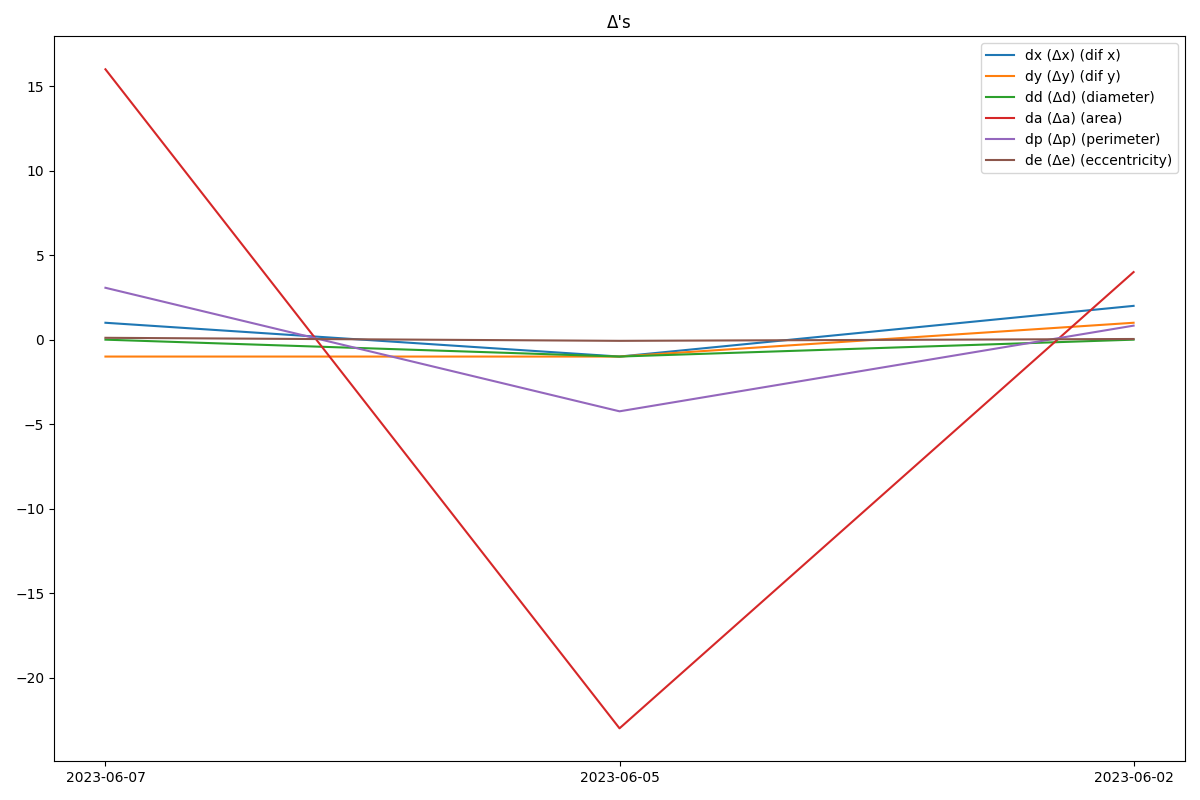 Δ's
dx (Δx) (dif x)
dy (Δy) (dif y)
dd (Δd) (diameter)
da (Δa) (area)
dp (Δp) (perimeter)
de (Δe) (eccentricity)
15
10
5
0
−5
−10
−15
−20
2023-06-07
2023-06-05
2023-06-02